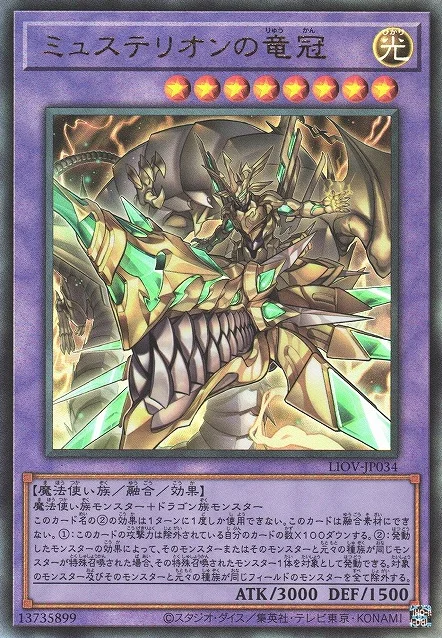 ミュステリオンの竜冠
光
LIOV-JP034
【魔法使い族／融合／効果】
魔法使い族モンスター＋ドラゴン族モンスター
このカード名の②の効果は1ターンに1度しか使用できない。このカードは融合素材にで
きない。①：このカードの攻撃力は除外されている自分のカードの数×100ダウンする。②：発動
したモンスターの効果によって、そのモンスターまたはそのモンスターと元々の種族が同じモン
スターが特殊召喚された場合、その特殊召喚されたモンスター1体を対象として発動できる。対象
のモンスター及びそのモンスターと元々の種族が同じフィールドのモンスターを全て除外する。
ATK/3000 DEF/1500
13735899
©スタジオ・ダイス／集英社・テレビ東京・KONAMI